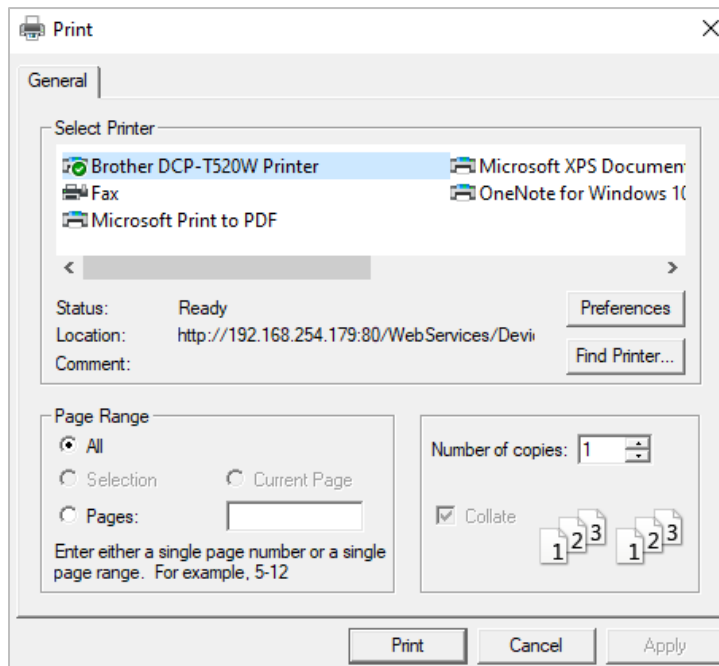 Print
General
Select Printer
Brother DCP-T520W Printer
Microsoft XPS Documen
Fax
OneNote for Windows 10
Microsoft Print to PDF
Status: Ready
Preferences
Location: http://192.168.254.179:80/WebServices/Devi
Comment:
Find Printer...
Page Range
All
Selection
Current Page
Pages:
Enter either a single page number or a single
page range. For example, 5-12
Number of copies: 1
Collate
1 2 3 1 2 3
Print Cancel Apply